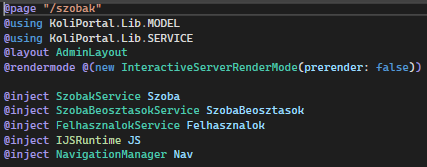 @page "/szobak"
@using KoliPortal.Lib.MODEL
@using KoliPortal.Lib.SERVICE
@layout AdminLayout
@rendermode @(new InteractiveServerRenderMode(prerender: false))
@inject SzobakService Szoba
@inject SzobaBeosztasokService SzobaBeosztasok
@inject FelhasznalokService Felhasznalok
@inject IJSRuntime JS
@inject NavigationManager Nav